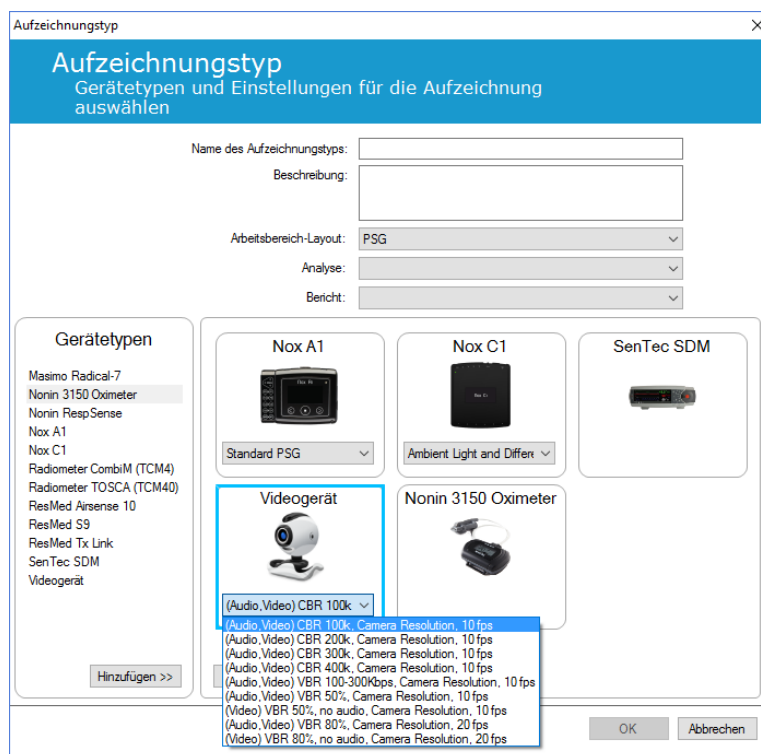 Aufzeichnungstyp
Aufzeichnungstyp
Gerätetypen und Einstellungen für die Aufzeichnung
auswählen
Name des Aufzeichnungstyps:
Beschreibung:
Arbeitsbereich-Layout: PSG
Analyse:
Bericht:
Gerätetypen
Masimo Radical-7
Nonin 3150 Oximeter
Nonin RespSense
Nox A1
Nox C1
Radiometer CombiM (TCM4)
Radiometer TOSCA (TCM40)
ResMed Airsense 10
ResMed S9
ResMed Tx Link
SenTec SDM
Videogerät
Hinzufügen >>
Nox A1
Standard PSG
Nox C1
Ambient Light and Differe
SenTec SDM
Videogerät
(Audio,Video) CBR 100k
Nonin 3150 Oximeter
(Audio,Video) CBR 100k, Camera Resolution, 10 fps
(Audio,Video) CBR 200k, Camera Resolution, 10 fps
(Audio,Video) CBR 300k, Camera Resolution, 10 fps
(Audio,Video) CBR 400k, Camera Resolution, 10 fps
(Audio,Video) VBR 100-300Kbps, Camera Resolution, 10 fps
(Audio,Video) VBR 50%, Camera Resolution, 10 fps
(Video) VBR 50%, no audio, Camera Resolution, 10 fps
(Audio,Video) VBR 80%, Camera Resolution, 20 fps
(Video) VBR 80%, no audio, Camera Resolution, 20 fps
OK
Abbrechen